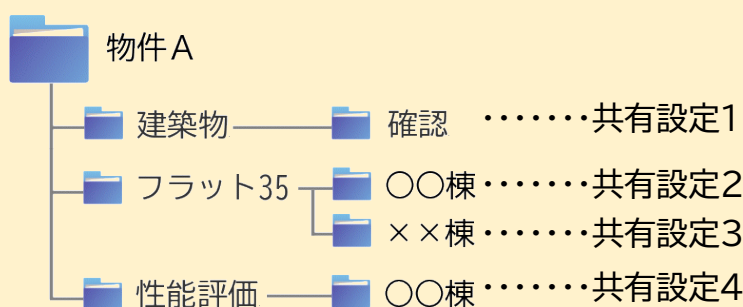 物件A
建築物 確認 ・・・・・・・共有設定1
フラット35 ○○棟・・・・・・・共有設定2
××棟・・・・・・・共有設定3
性能評価 ○○棟・・・・・・・共有設定4